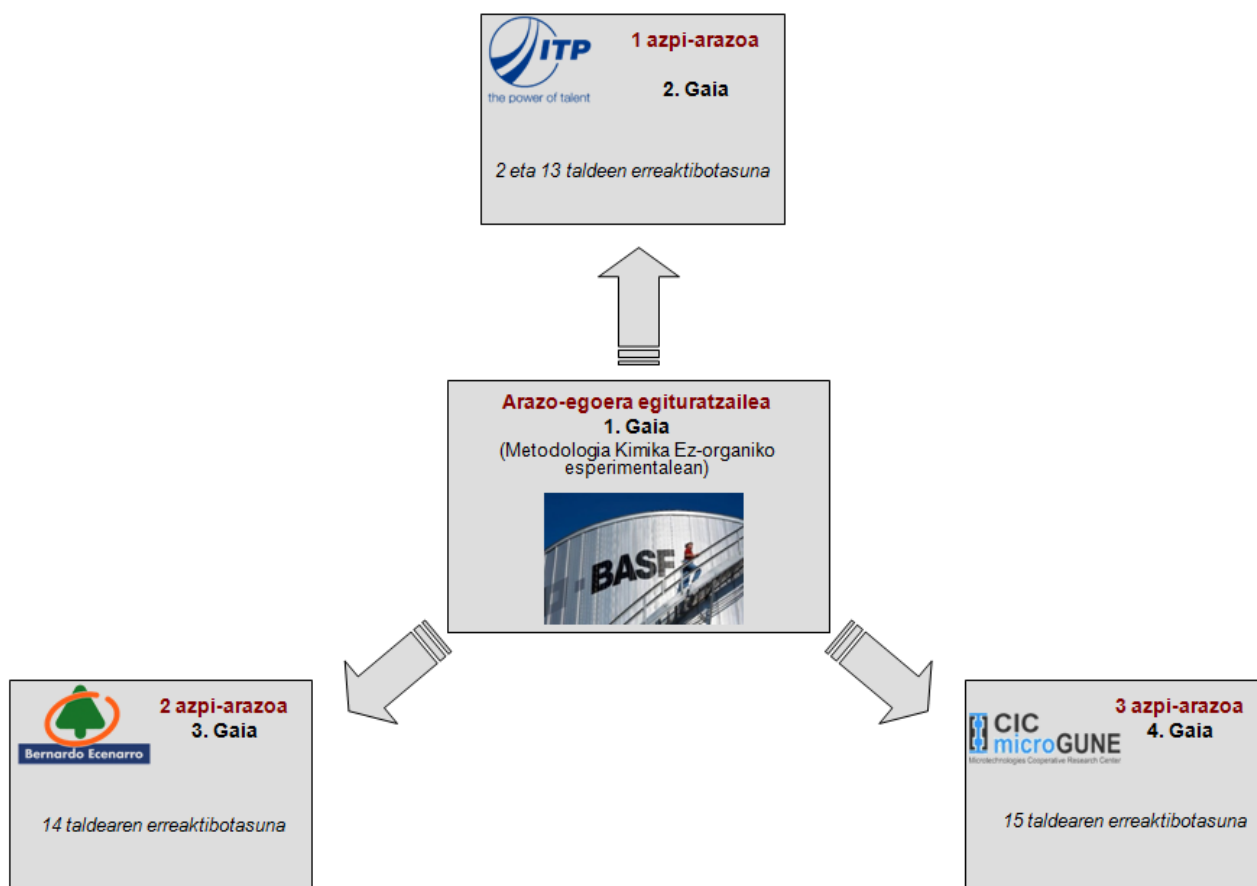 ITP
the power of talent
1 azpi-arazoa
2. Gaia
2 eta 13 taldeen erreaktibotasuna
Arazo-egoera egituratzailea
1. Gaia
(Metodologia Kimika Ez-organiko
esperimentalean)
BASF
2 azpi-arazoa
3. Gaia
Bernardo Ecenarro
14 taldearen erreaktibotasuna
CIC
microGUNE
Microtechnologies Cooperative Research Center
3 azpi-arazoa
4. Gaia
15 taldearen erreaktibotasuna